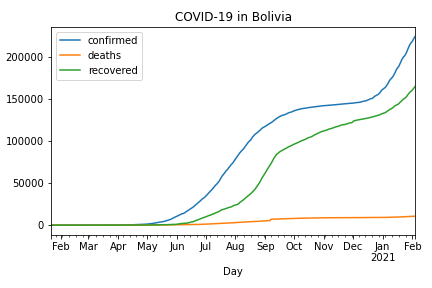 COVID-19 in Bolivia
confirmed
deaths
recovered
200000
150000
100000
50000
0
Feb Mar Apr May Jun Jul Aug Sep Oct Nov Dec Jan Feb
2021
Day